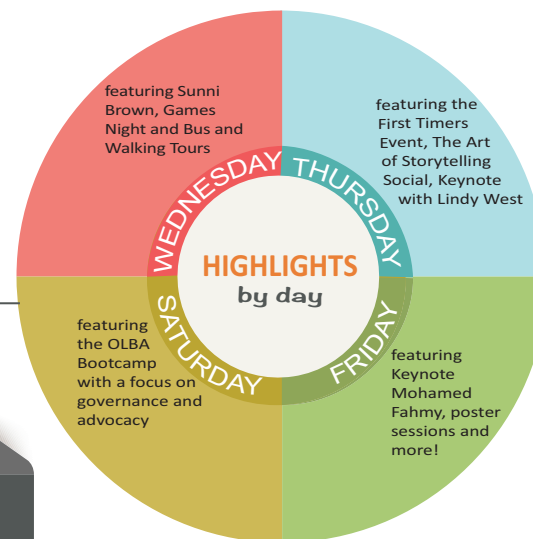 featuring Sunni
Brown, Games
Night and Bus and
Walking Tours
WEDNESDAY
featuring the
First Timers
Event, The Art
of Storytelling
Social, Keynote
with Lindy West
THURSDAY
HIGHLIGHTS
by day
featuring
the OLBA
Bootcamp
with a focus on
governance and
advocacy
SATURDAY
featuring
Keynote
Mohamed
Fahmy, poster
sessions and
more!
FRIDAY